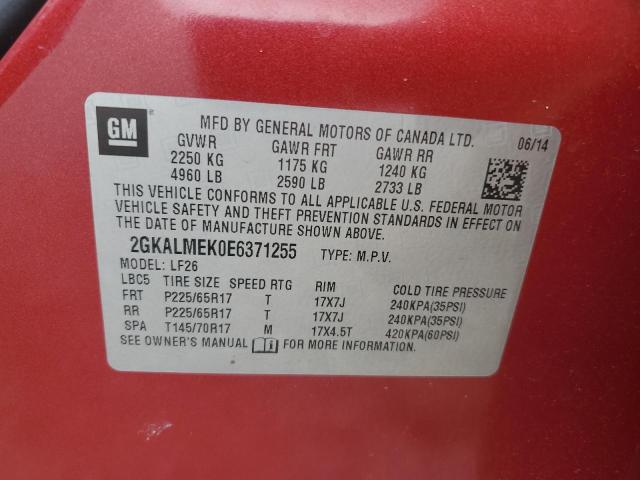 GM
MFD BY GENERAL MOTORS OF CANADA LTD. 06/14
GVWR GAWR FRT GAWR RR
2250 KG 1175 KG 1240 KG
4960 LB 2590 LB 2733 LB
THIS VEHICLE CONFORMS TO ALL APPLICABLE U.S. FEDERAL MOTOR
VEHICLE SAFETY AND THEFT PREVENTION STANDARDS IN EFFECT ON
THE DATE OF MANUFACTURE SHOWN ABOVE.
2GKALMEK0E6371255 TYPE: M.P.V.
MODEL: LF26
LBC5 TIRE SIZE SPEED RTG RIM COLD TIRE PRESSURE
FRT P225/65R17 T 17X7J 240KPA(35PSI)
RR P225/65R17 T 17X7J 240KPA(35PSI)
SPA T145/70R17 M 17X4.5T 420KPA(60PSI)
SEE OWNER'S MANUAL FOR MORE INFORMATION.